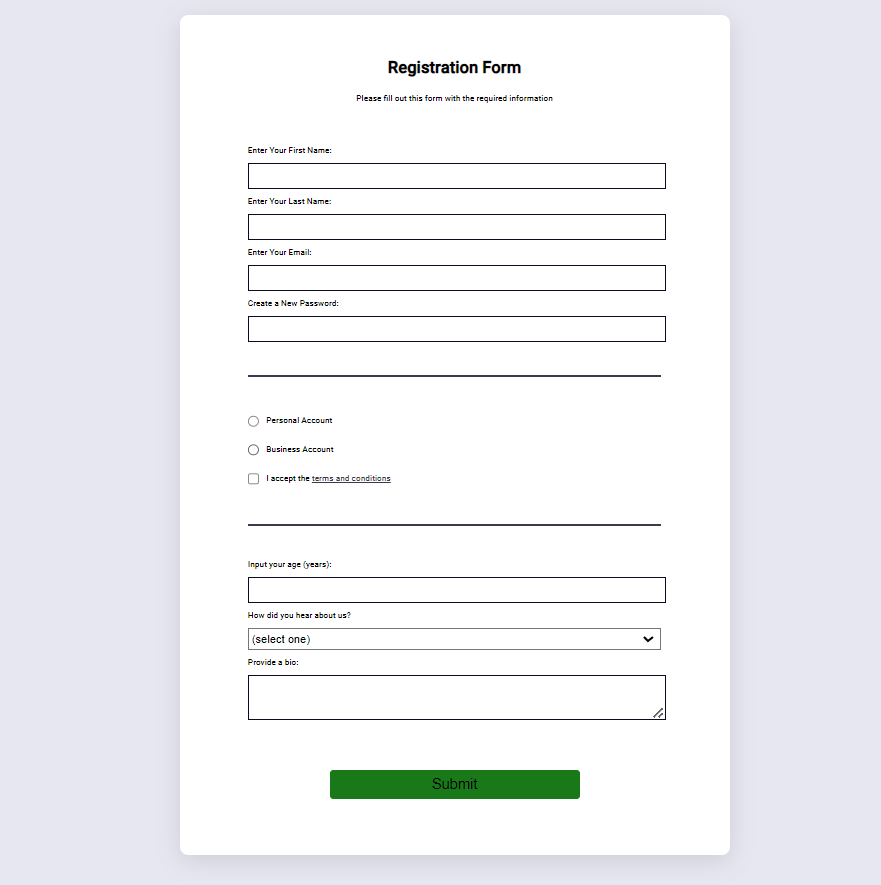 Registration Form
Please fill out this form with the required information
Enter Your First Name:
Enter Your Last Name:
Enter Your Email:
Create a New Password:
Personal Account
Business Account
I accept the terms and conditions
Input your age (years):
How did you hear about us?
(select one)
Provide a bio:
Submit